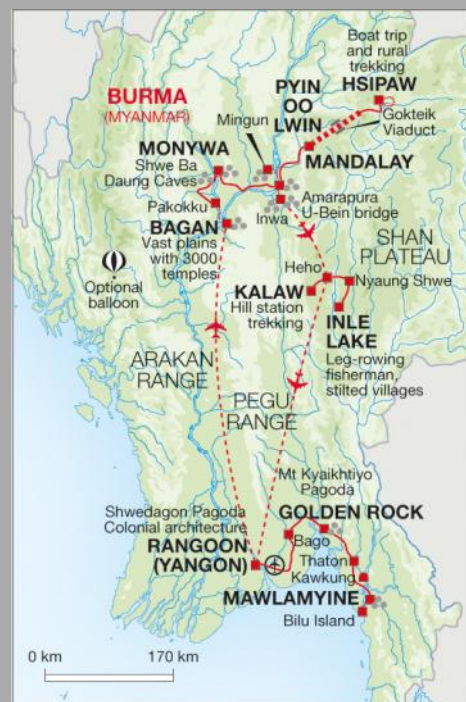 Boat trip
and rural
trekking
HSIPAW
PYIN
OO
LWIN
Gokteik
Viaduct
BURMA
(MYANMAR)
Mingun
MANDALAY
MONYWA
Shwe Ba
Daung Caves
Amarapura
U-Bein bridge
Pakokku
Inwa
BAGAN
Vast plains
with 3000
temples
SHAN
PLATEAU
Optional
balloon
Heho
Nyaung Shwe
KALAW
Hill station
trekking
INLE
LAKE
Leg-rowing
fisherman,
stilted villages
ARAKAN
RANGE
PEGU
RANGE
Mt Kyaikhtiyo
Pagoda
Shwedagon Pagoda
Colonial architecture
GOLDEN ROCK
RANGOON
(YANGON)
Bago
Thaton
Kawkung
MAWLAMYINE
Bilu Island
0 km
170 km